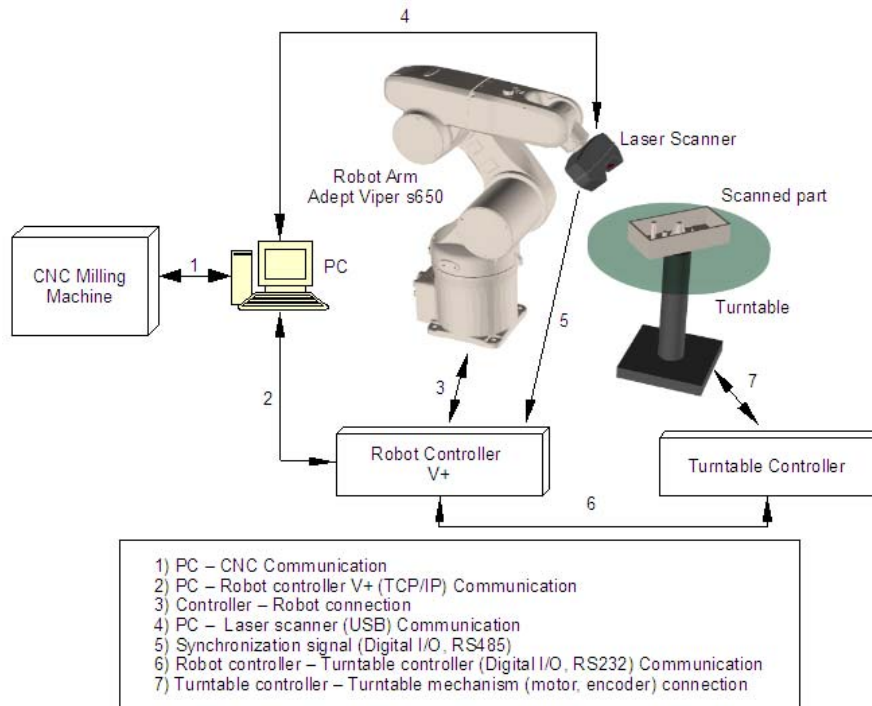 4
Laser Scanner
Robot Arm
Adept Viper s650
Scanned part
CNC Milling
Machine
1
PC
Turntable
5
3
7
2
Robot Controller
V+
Turntable Controller
6
1) PC – CNC Communication
2) PC – Robot controller V+ (TCP/IP) Communication
3) Controller – Robot connection
4) PC – Laser scanner (USB) Communication
5) Synchronization signal (Digital I/O, RS485)
6) Robot controller – Turntable controller (Digital I/O, RS232) Communication
7) Turntable controller – Turntable mechanism (motor, encoder) connection